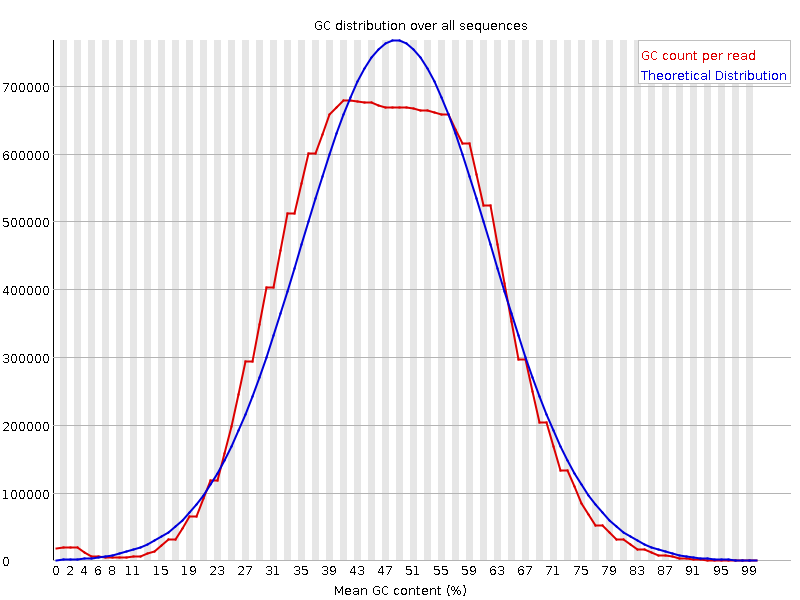 GC distribution over all sequences
GC count per read
Theoretical Distribution
700000
600000
500000
400000
300000
200000
100000
0
0 2 4 6 8 11 15 19 23 27 31 35 39 43 47 51 55 59 63 67 71 75 79 83 87 91 95 99
Mean GC content (%)